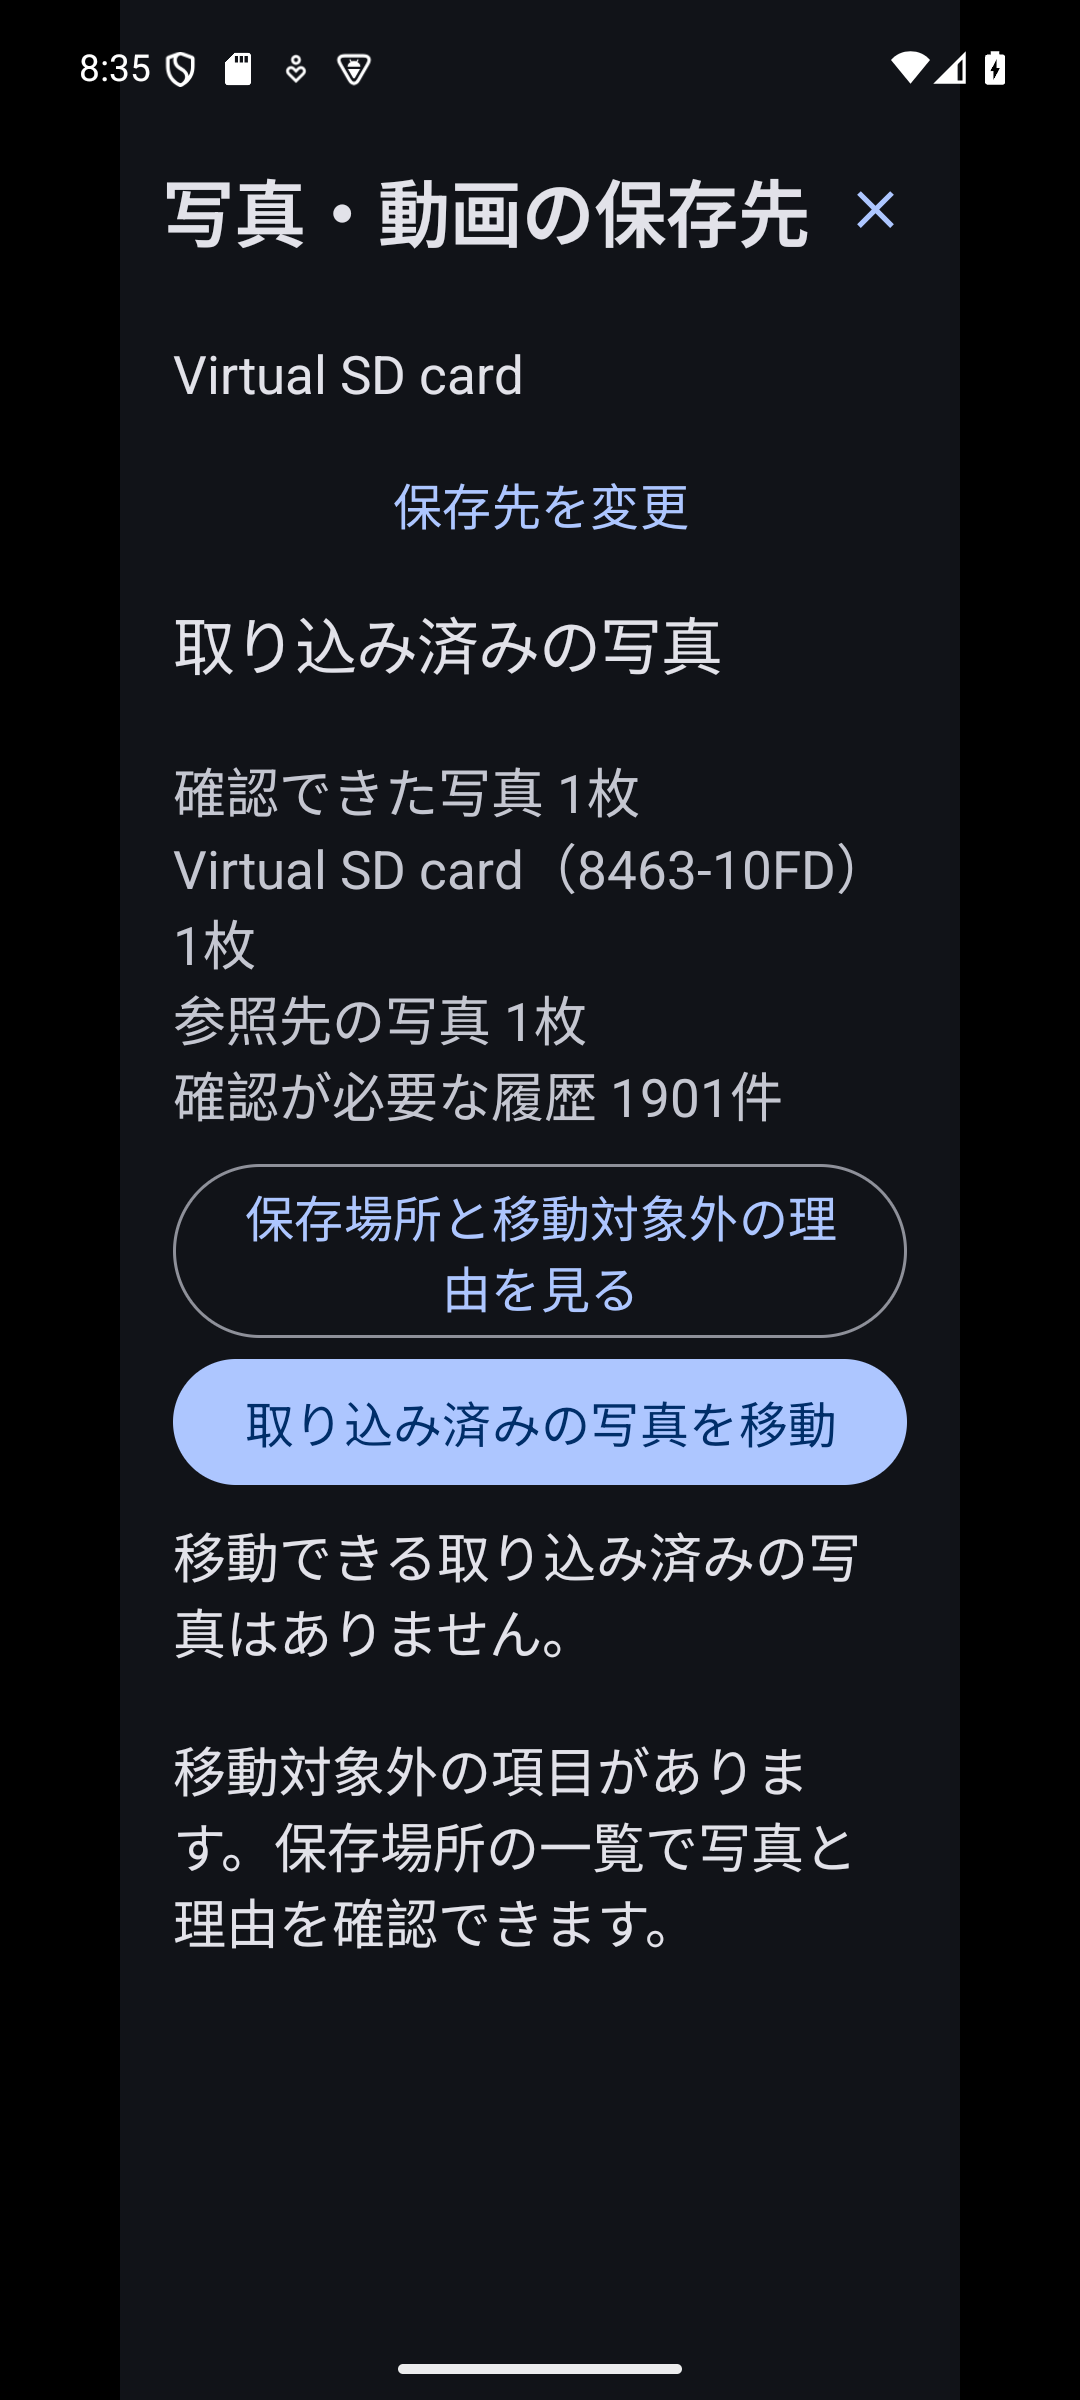 8:35
写真・動画の保存先
Virtual SD card
保存先を変更
取り込み済みの写真
確認できた写真 1枚
Virtual SD card（8463-10FD）
1枚
参照先の写真 1枚
確認が必要な履歴 1901件
保存場所と移動対象外の理
由を見る
取り込み済みの写真を移動
移動できる取り込み済みの写
真はありません。
移動対象外の項目がありま
す。保存場所の一覧で写真と
理由を確認できます。